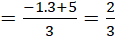 = (-1.3+5)/3 = 2/3